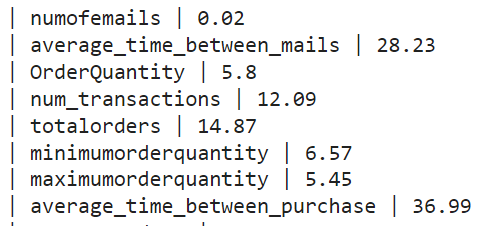 | numofemails | 0.02
| average_time_between_mails | 28.23
| OrderQuantity | 5.8
| num_transactions | 12.09
| totalorders | 14.87
| minimumorderquantity | 6.57
| maximumorderquantity | 5.45
| average_time_between_purchase | 36.99